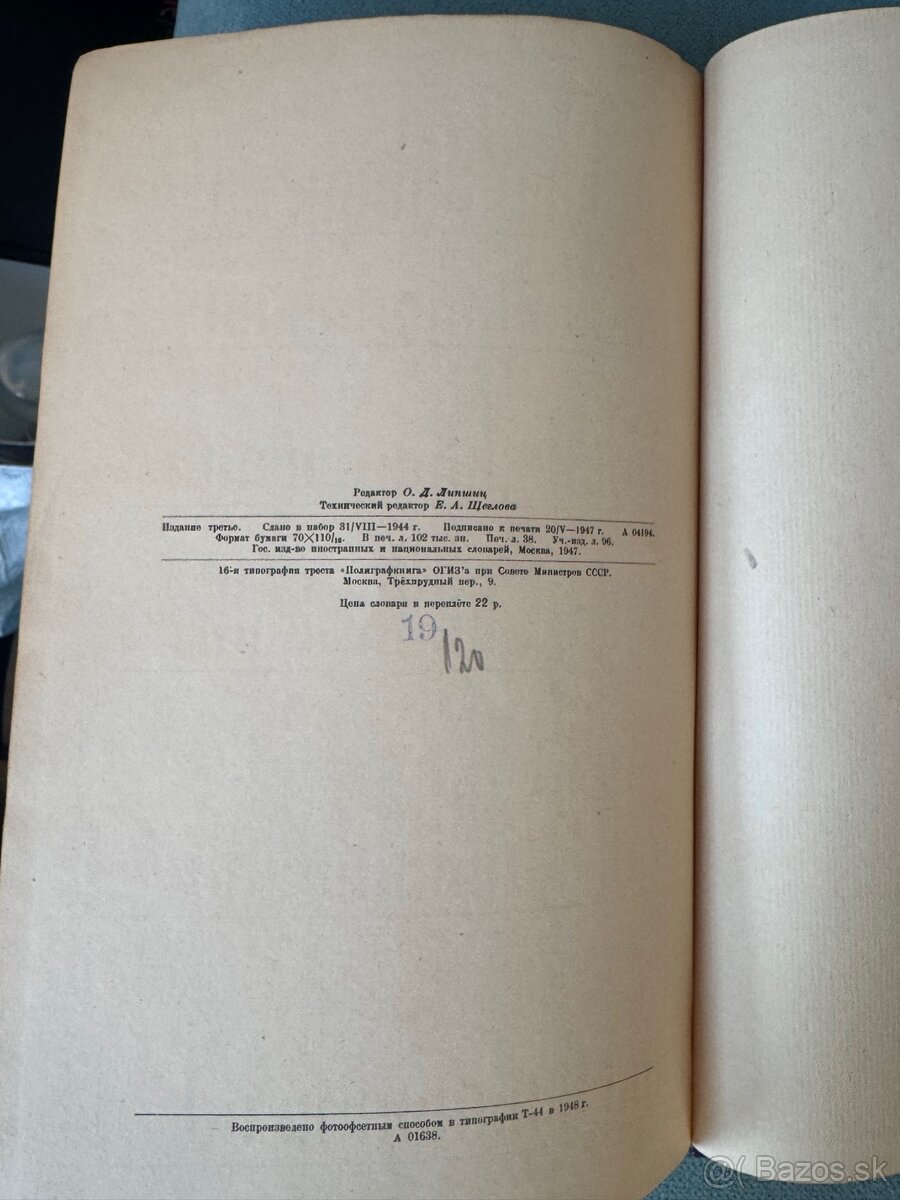 Редактор О. Д. Липшиц
Технический редактор Е. А. Щеглова
Издание третье. Сдано в набор 31/VIII—1944 г. Подписано к печати 20/V—1947 г. А 04194.
Формат бумаги 70×110/16. В печ. л. 102 тыс. зн. Печ. л. 38. Уч.-изд. л. 96.
Гос. изд-во иностранных и национальных словарей, Москва, 1947.
16-я типография треста «Полиграфкнига» ОГИЗ'а при Совете Министров СССР.
Москва, Трёхпрудный пер., 9.
Цена словаря в переплёте 22 р.
19
/120
Воспроизведено фотоофсетным способом в типографии Т-44 в 1948 г.
А 01638.
Bazos.sk